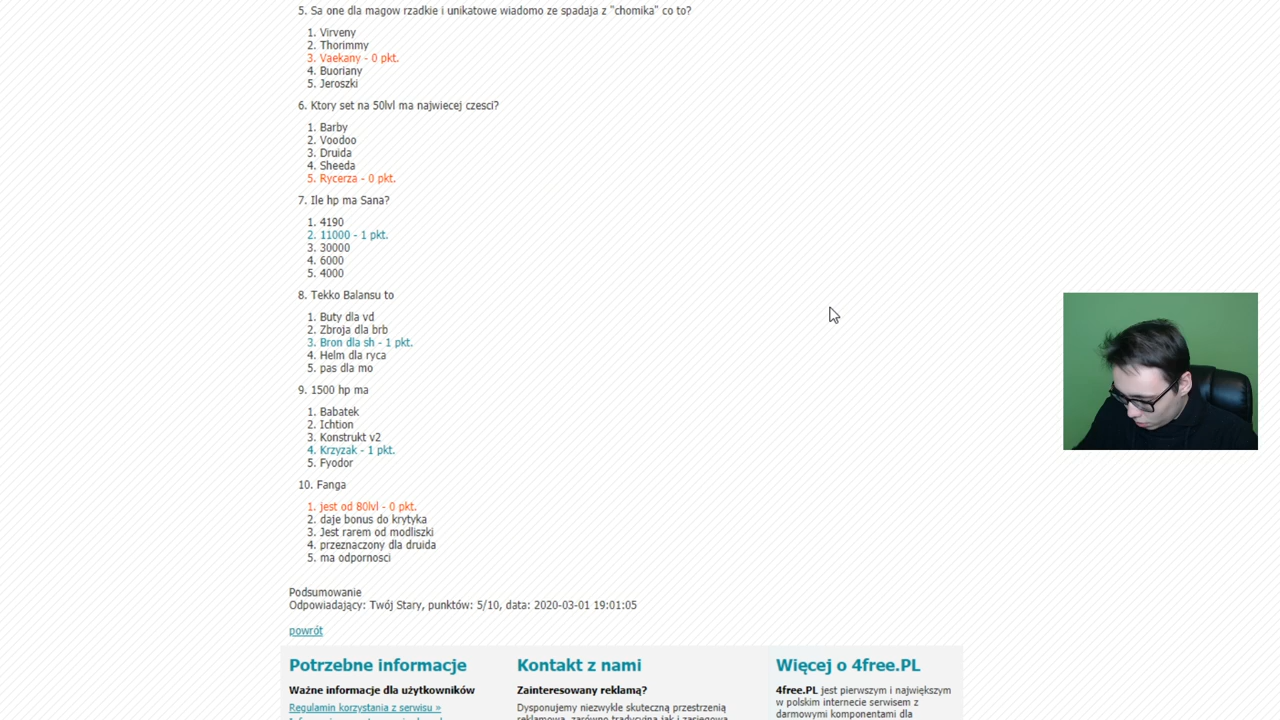 5. Sa one dla magow rzadkie i unikatowe wiadomo ze spadaja z "chomika" co to?
1. Virveny
2. Thorimmy
3. Vaekany - 0 pkt.
4. Buoriany
5. Jeroszki
6. Ktory set na 50lvl ma najwiecej czesci?
1. Barby
2. Voodoo
3. Druida
4. Sheeda
5. Rycerza - 0 pkt.
7. Ile hp ma Sana?
1. 4190
2. 11000 - 1 pkt.
3. 30000
4. 6000
5. 4000
8. Tekko Balansu to
1. Buty dla vd
2. Zbroja dla brb
3. Bron dla sh - 1 pkt.
4. Helm dla ryca
5. pas dla mo
9. 1500 hp ma
1. Babatek
2. Ichtion
3. Konstrukt v2
4. Krzyzak - 1 pkt.
5. Fyodor
10. Fanga
1. jest od 80lvl - 0 pkt.
2. daje bonus do krytyka
3. Jest rarem od modliszki
4. przeznaczony dla druida
5. ma odpornosci
Podsumowanie
Odpowiadający: Twój Stary, punktów: 5/10, data: 2020-03-01 19:01:05
powrót
Potrzebne informacje
Ważne informacje dla użytkowników
Regulamin korzystania z serwisu »
Kontakt z nami
Zainteresowany reklamą?
Dysponujemy niezwykle skuteczną przestrzenią
reklamową, zarówno tradycyjną jak i zasięgową
Więcej o 4free.PL
4free.PL jest pierwszym i największym
w polskim internecie serwisem z
darmowymi komponentami dla